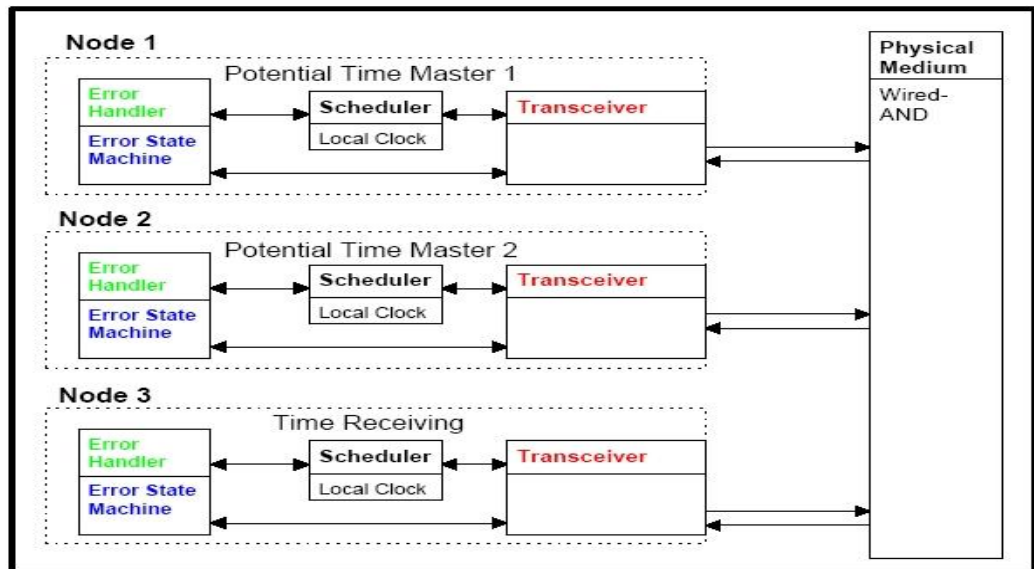 Node 1
Potential Time Master 1
Error
Handler
Error State
Machine
Scheduler
Local Clock
Transceiver
Physical
Medium
Wired-
AND
Node 2
Potential Time Master 2
Error
Handler
Error State
Machine
Scheduler
Local Clock
Transceiver
Node 3
Time Receiving
Error
Handler
Error State
Machine
Scheduler
Local Clock
Transceiver